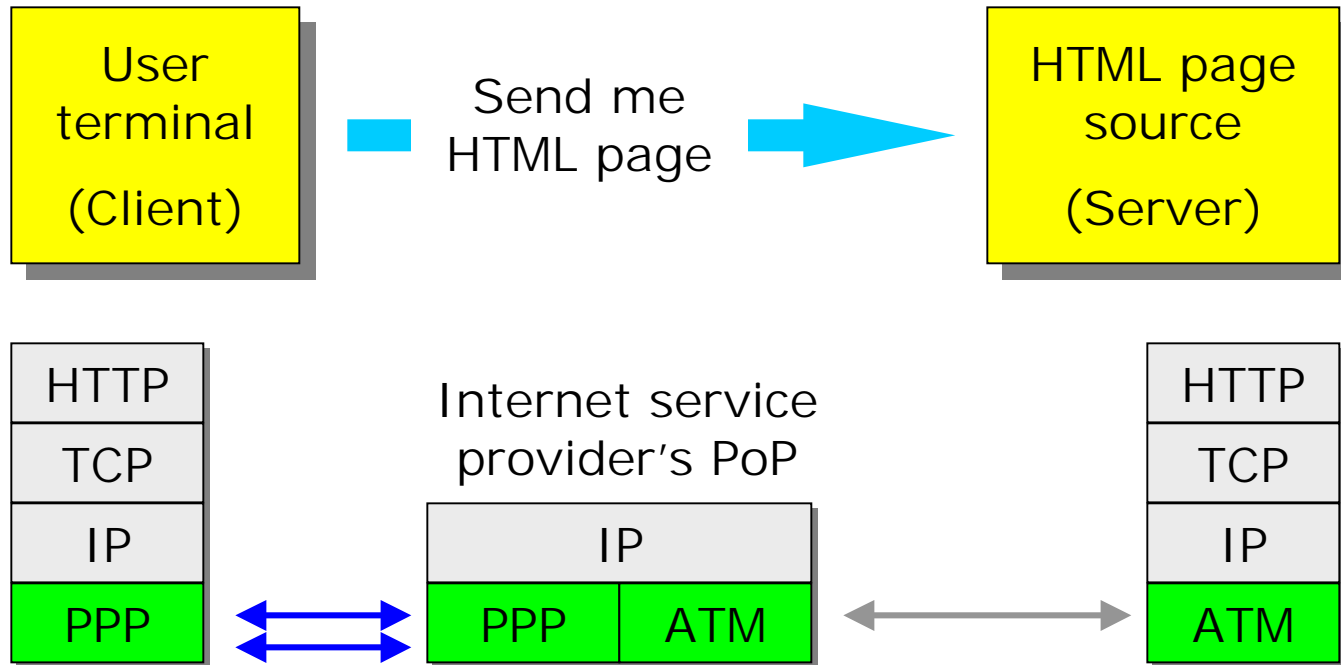 User
terminal
(Client)
Send me
HTML page
HTML page
source
(Server)
HTTP
TCP
IP
PPP
Internet service
provider's PoP
IP
PPP
ATM
HTTP
TCP
IP
ATM